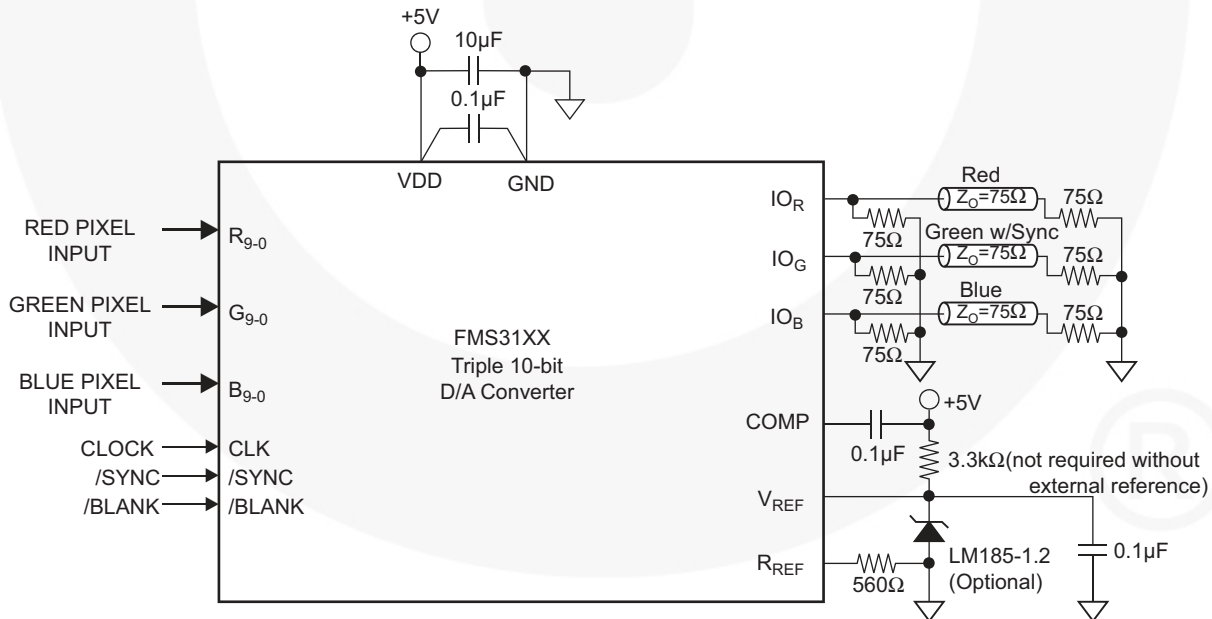 +5V
10µF
0.1µF
VDD
GND
RED PIXEL
INPUT
R9-0
GREEN PIXEL
INPUT
G9-0
BLUE PIXEL
INPUT
B9-0
CLOCK
CLK
/SYNC
/SYNC
/BLANK
/BLANK
FMS31XX
Triple 10-bit
D/A Converter
IOR
Red
ZO=75Ω
75Ω
75Ω
IOG
Green w/Sync
ZO=75Ω
75Ω
75Ω
IOB
Blue
ZO=75Ω
75Ω
75Ω
COMP
0.1µF
+5V
3.3kΩ(not required without
external reference)
VREF
LM185-1.2
(Optional)
0.1µF
RREF
560Ω
®